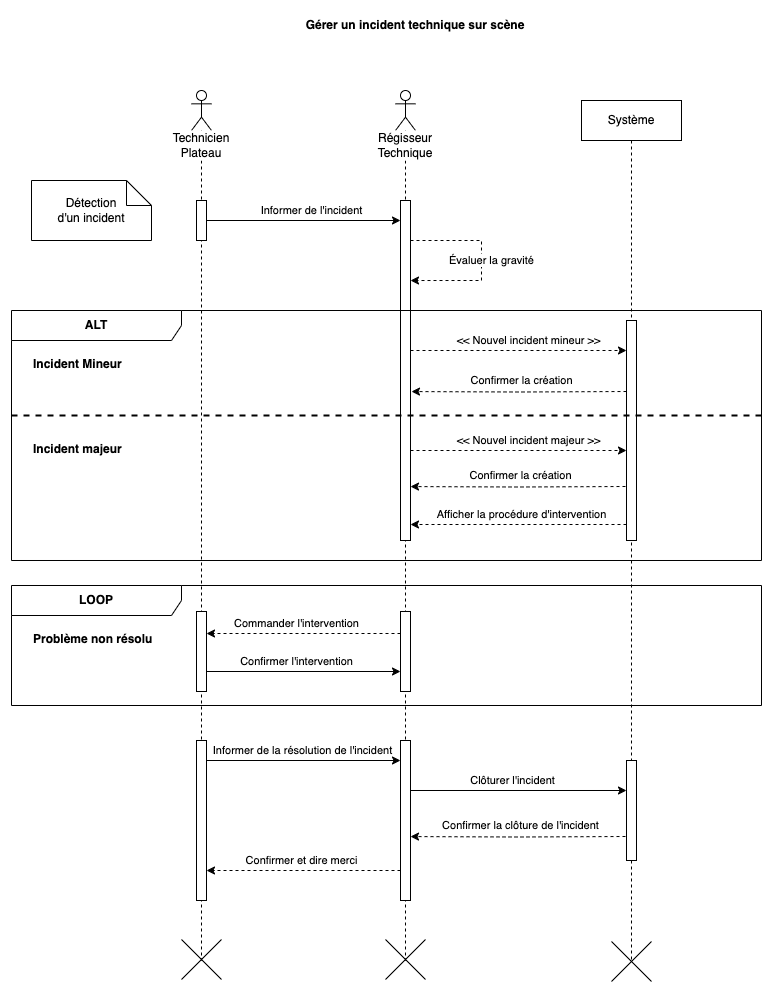 Gérer un incident technique sur scène
Technicien
Plateau
Régisseur
Technique
Système
Détection
d'un incident
Informer de l'incident
Évaluer la gravité
ALT
Incident Mineur
<< Nouvel incident mineur >>
Confirmer la création
Incident majeur
<< Nouvel incident majeur >>
Confirmer la création
Afficher la procédure d'intervention
LOOP
Problème non résolu
Commander l'intervention
Confirmer l'intervention
Informer de la résolution de l'incident
Clôturer l'incident
Confirmer la clôture de l'incident
Confirmer et dire merci